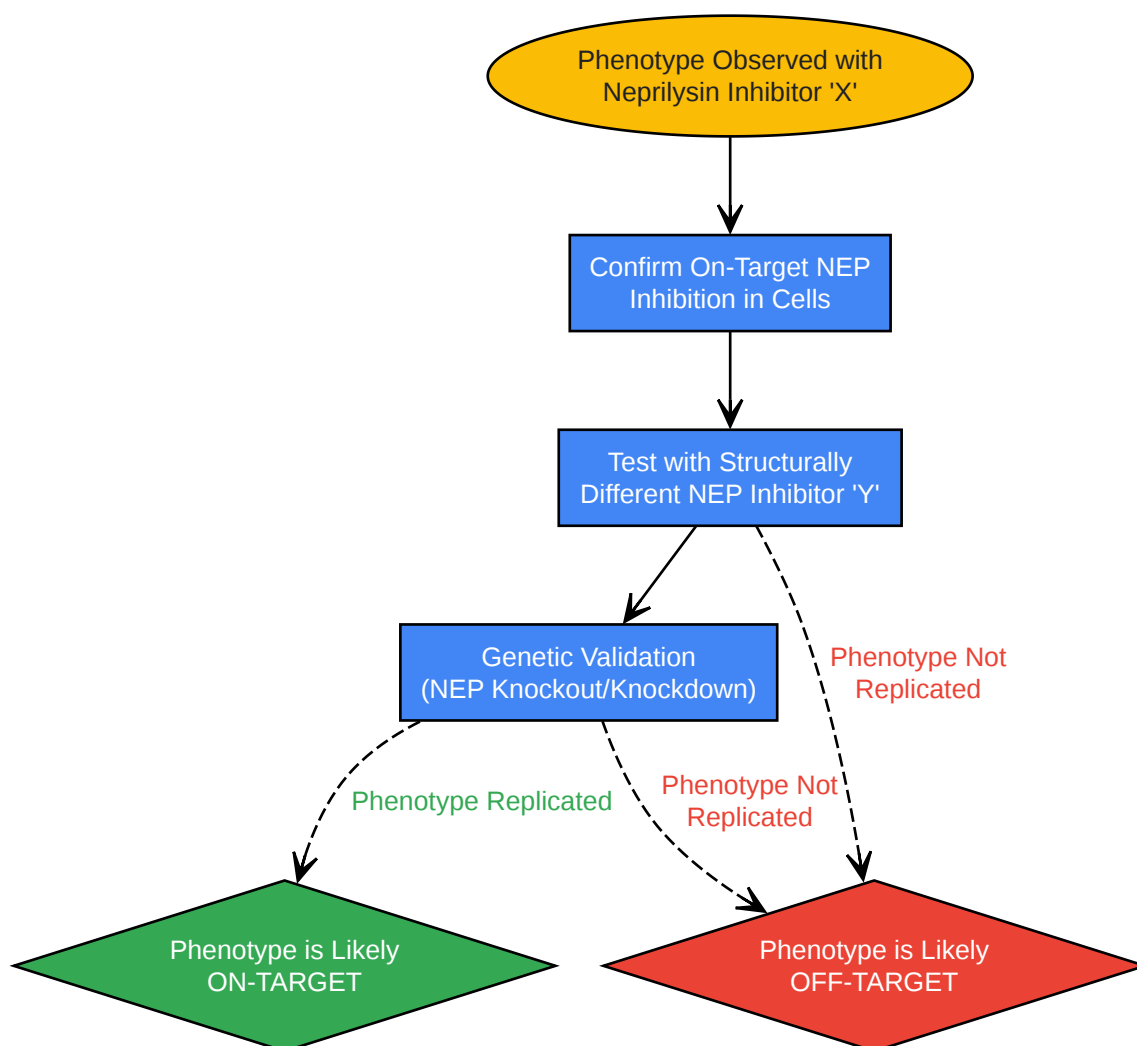 Phenotype Observed with
Neprilysin Inhibitor 'X'
Confirm On-Target NEP
Inhibition in Cells
Test with Structurally
Different NEP Inhibitor 'Y'
Genetic Validation
(NEP Knockout/Knockdown)
Phenotype Not
Replicated
Phenotype Replicated
Phenotype Not
Replicated
Phenotype is Likely
ON-TARGET
Phenotype is Likely
OFF-TARGET